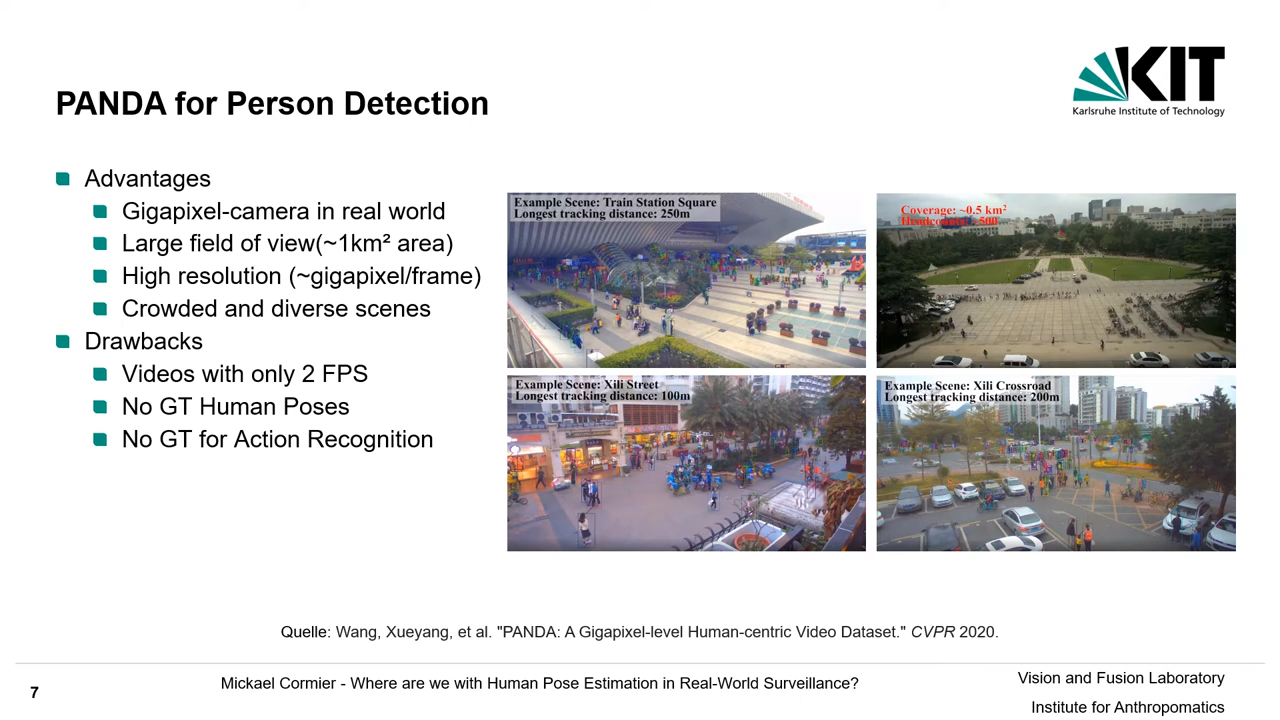 KIT
Karlsruhe Institute of Technology
PANDA for Person Detection
Advantages
Gigapixel-camera in real world
Large field of view(~1km² area)
High resolution (~gigapixel/frame)
Crowded and diverse scenes
Drawbacks
Videos with only 2 FPS
No GT Human Poses
No GT for Action Recognition
Example Scene: Train Station Square
Longest tracking distance: 250m
Coverage: ~0.5 km²
Example Scene: Xili Street
Longest tracking distance: 100m
Example Scene: Xili Crossroad
Longest tracking distance: 200m
Quelle: Wang, Xueyang, et al. "PANDA: A Gigapixel-level Human-centric Video Dataset." CVPR 2020.
7
Mickael Cormier - Where are we with Human Pose Estimation in Real-World Surveillance?
Vision and Fusion Laboratory
Institute for Anthropomatics